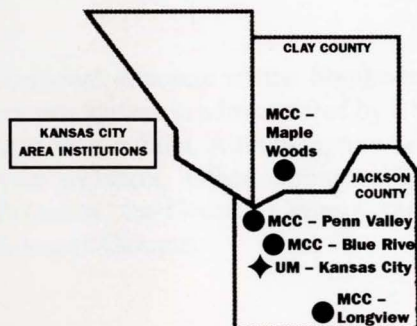 CLAY COUNTY
MCC –
Maple
Woods
KANSAS CITY
AREA INSTITUTIONS
JACKSON
COUNTY
MCC – Penn Valley
MCC – Blue River
UM – Kansas City
MCC –
Longview